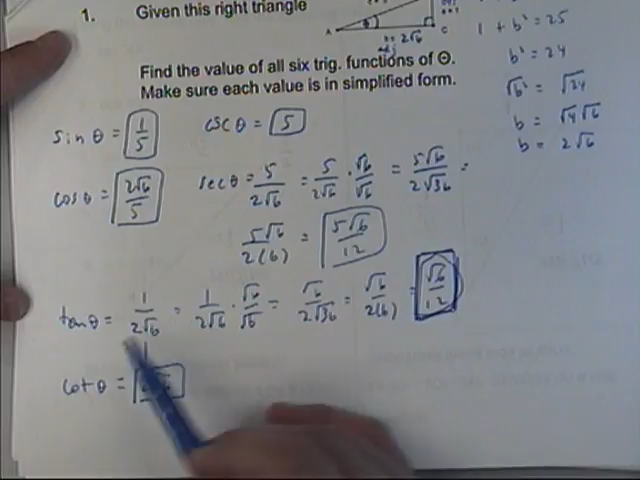 1. Given this right triangle
A θ C
b = 2√6
adj
1 + b² = 25
b² = 24
√b² = √24
b = √4 √6
b = 2√6
Find the value of all six trig. functions of Θ.
Make sure each value is in simplified form.
sin θ = 1/5 csc θ = 5
cos θ = 2√6/5 sec θ = 5/2√6 = 5/2√6 · √6/√6 = 5√6/2√36 =
5√6/2(6) = 5√6/12
tan θ = 1/2√6 = 1/2√6 · √6/√6 = √6/2√36 = √6/2(6) = √6/12
cot θ =